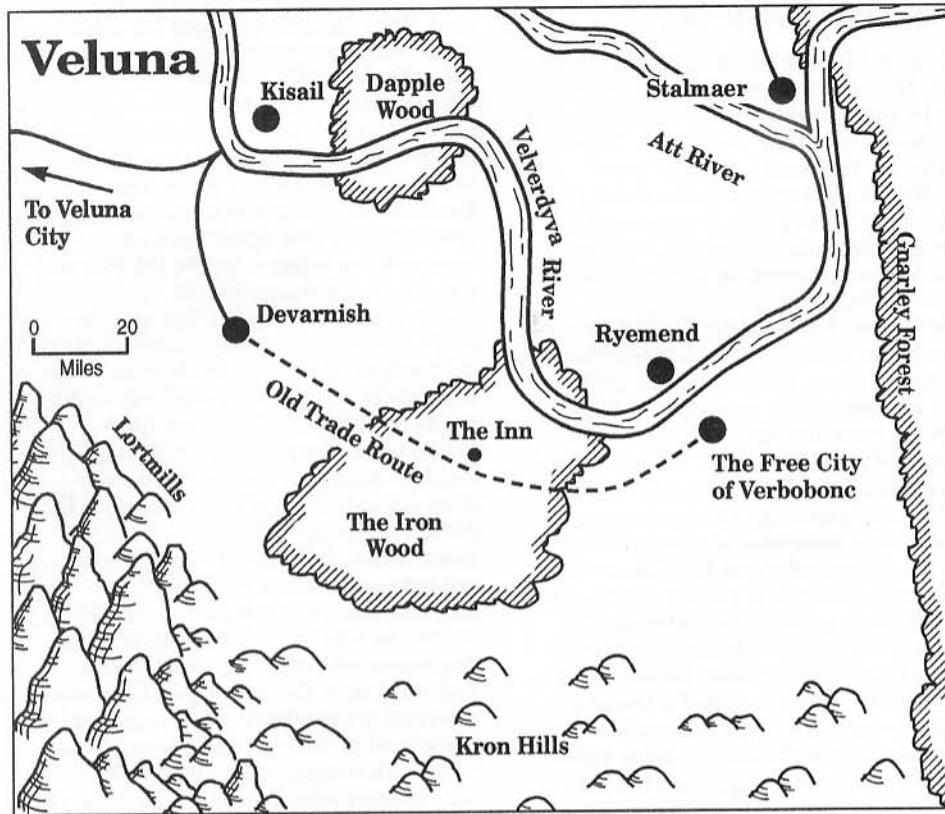 Veluna
Kisail
Dapple
Wood
Stalmaer
Velverdyva
River
Att River
To Veluna
City
Gnarley Forest
0 20
Miles
Devarnish
Ryemend
Old Trade Route
The Inn
Lortmills
The Free City
of Verbobonc
The Iron
Wood
Kron Hills